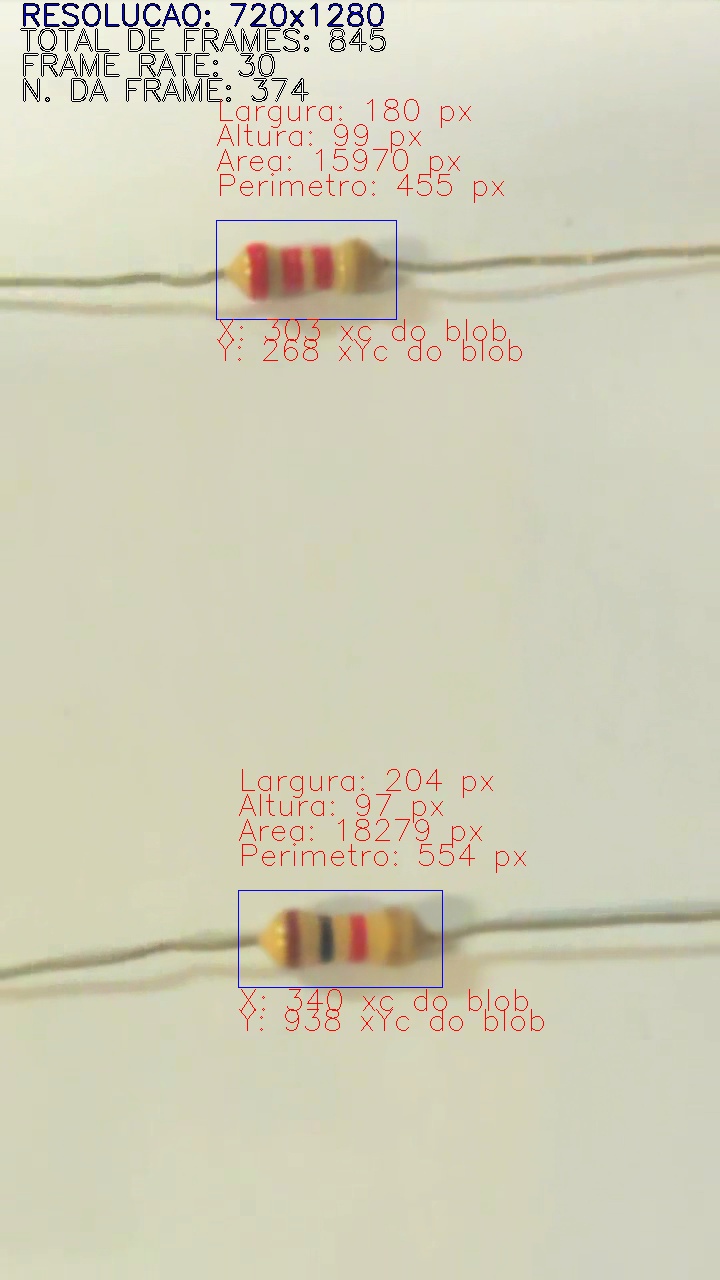 RESOLUCAO: 720x1280
TOTAL DE FRAMES: 845
FRAME RATE: 30
N. DA FRAME: 374
Largura: 180 px
Altura: 99 px
Area: 15970 px
Perimetro: 455 px
X: 303 xc do blob
Y: 268 xYc do blob
Largura: 204 px
Altura: 97 px
Area: 18279 px
Perimetro: 554 px
X: 340 xc do blob
Y: 938 xYc do blob